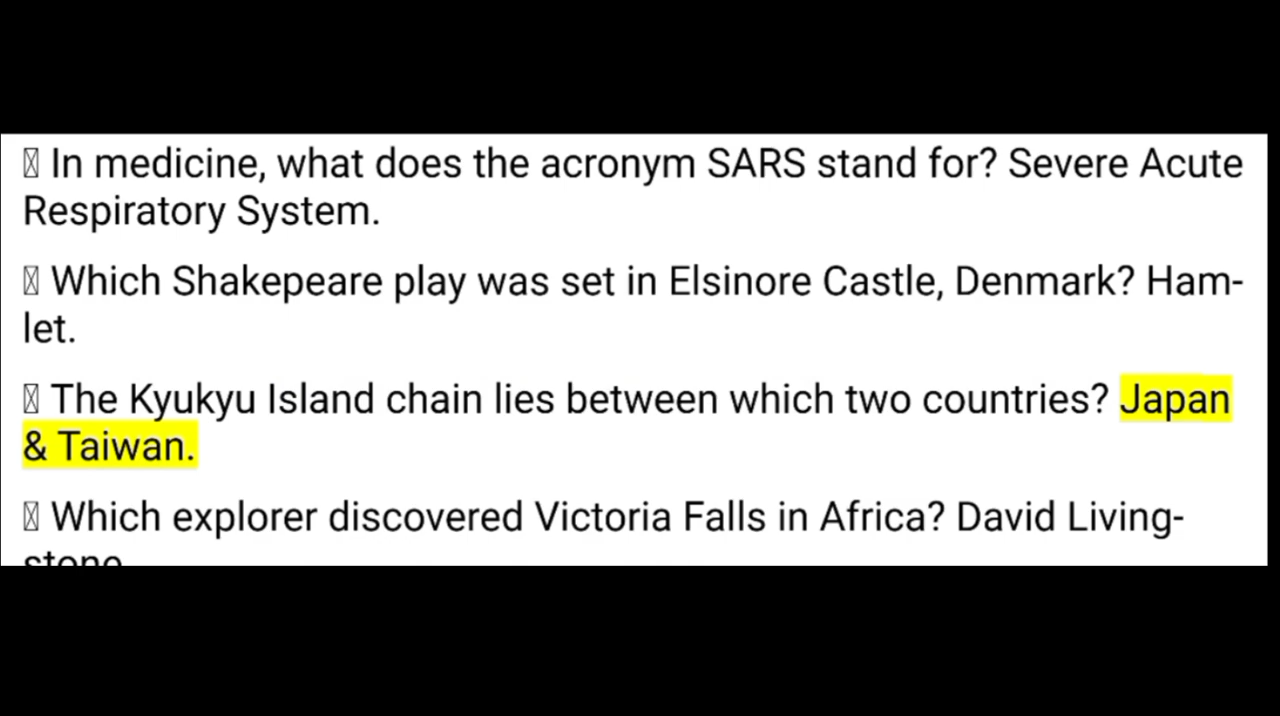 In medicine, what does the acronym SARS stand for? Severe Acute
Respiratory System.
Which Shakepeare play was set in Elsinore Castle, Denmark? Ham-
let.
The Kyukyu Island chain lies between which two countries? Japan
& Taiwan.
Which explorer discovered Victoria Falls in Africa? David Living-
stone